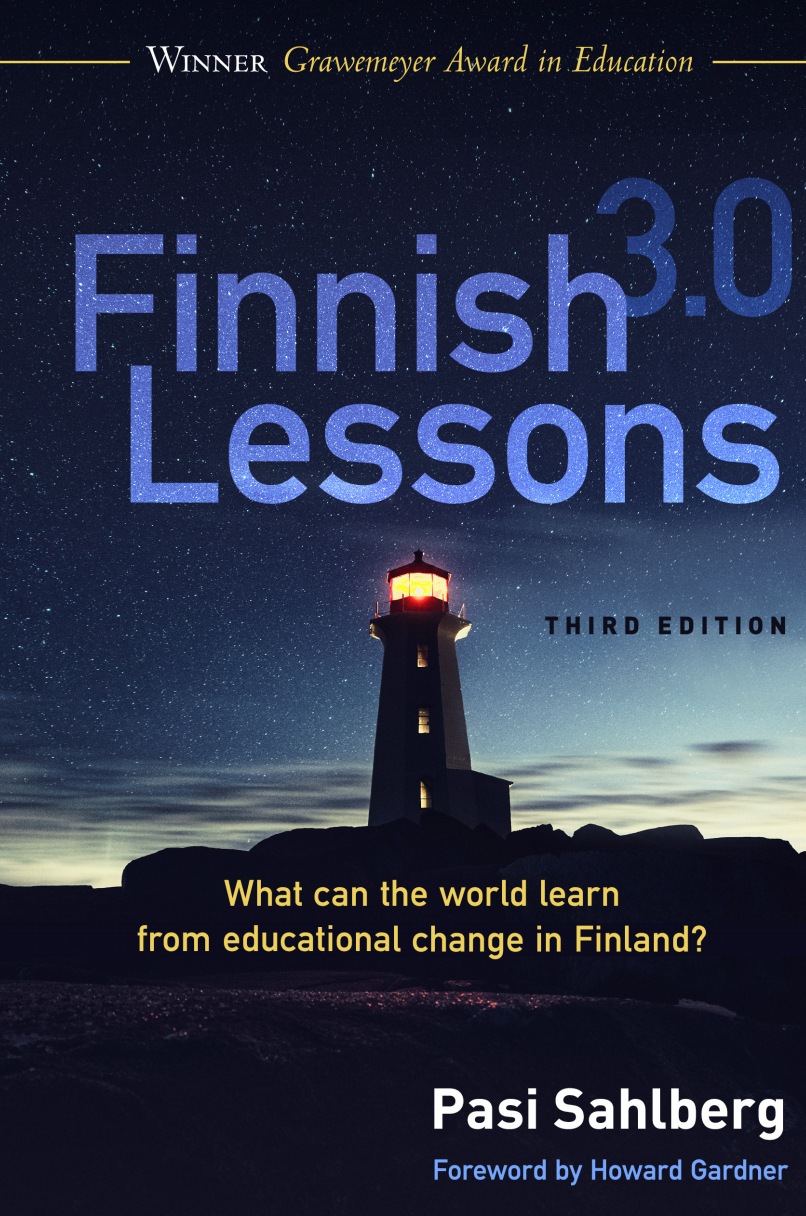 WINNER Grawemeyer Award in Education
3.0
Finnish
Lessons
THIRD EDITION
What can the world learn
from educational change in Finland?
Pasi Sahlberg
Foreword by Howard Gardner